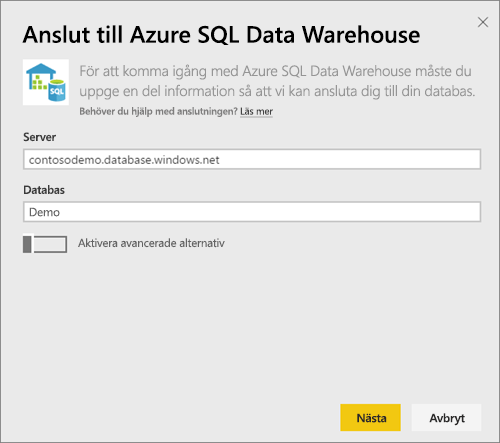 Anslut till Azure SQL Data Warehouse
SQL
För att komma igång med Azure SQL Data Warehouse måste du
uppge en del information så att vi kan ansluta dig till din databas.
Behöver du hjälp med anslutningen? Läs mer
Server
contosodemo.database.windows.net
Databas
Demo
Aktivera avancerade alternativ
Nästa
Avbryt